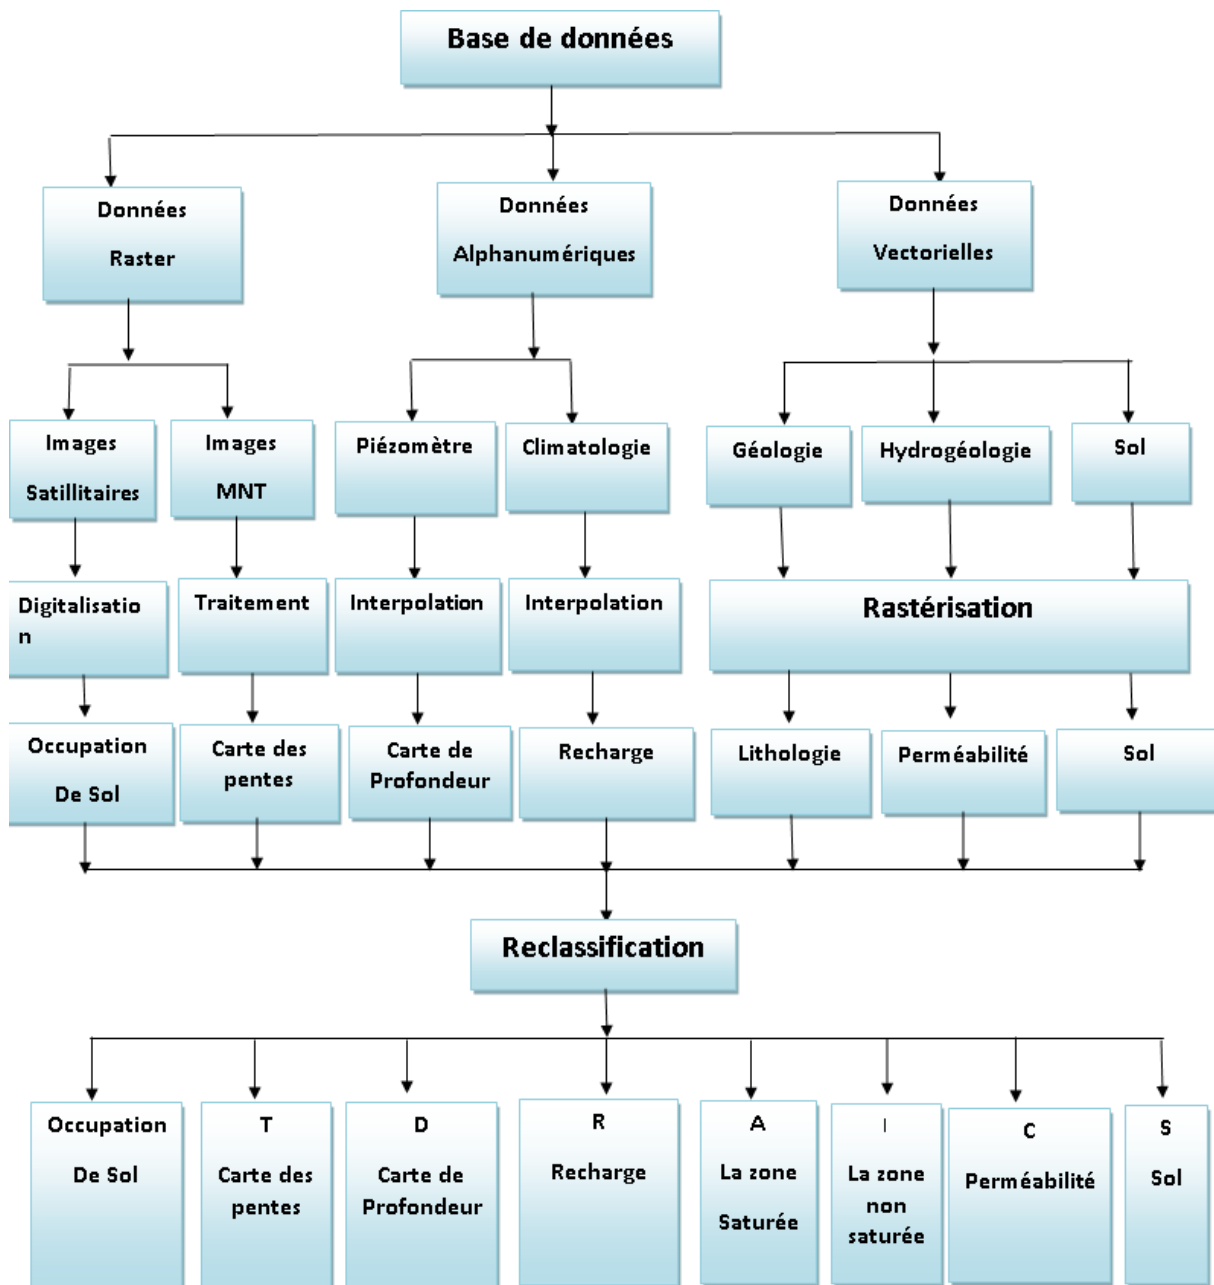 Base de données
Données
Raster
Données
Alphanumériques
Données
Vectorielles
Images
Satillitaires
Images
MNT
Piézomètre
Climatologie
Géologie
Hydrogéologie
Sol
Digitalisatio
n
Traitement
Interpolation
Interpolation
Rastérisation
Occupation
De Sol
Carte des
pentes
Carte de
Profondeur
Recharge
Lithologie
Perméabilité
Sol
Reclassification
Occupation
De Sol
T
Carte des
pentes
D
Carte de
Profondeur
R
Recharge
A
La zone
Saturée
I
La zone
non
saturée
C
Perméabilité
S
Sol